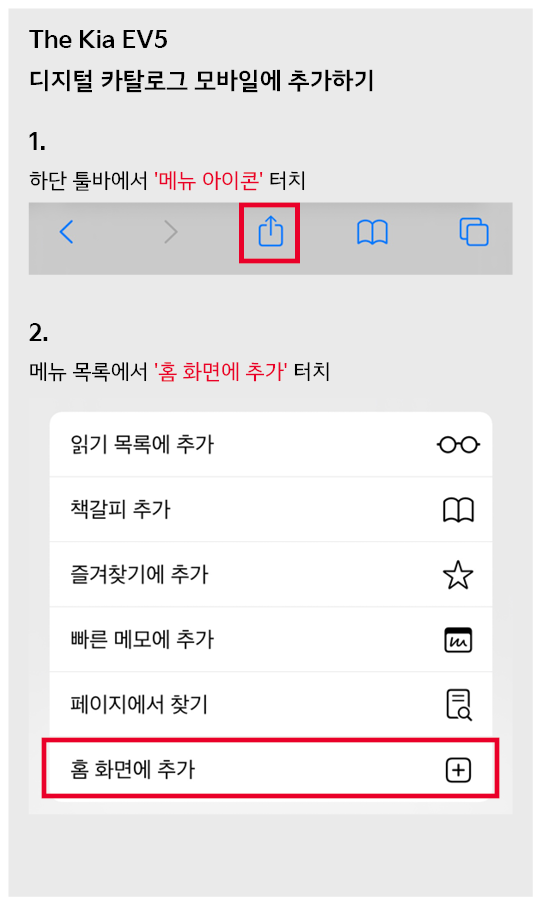 The Kia EV5
디지털 카탈로그 모바일에 추가하기
1.
하단 툴바에서 '메뉴 아이콘' 터치
2.
메뉴 목록에서 '홈 화면에 추가' 터치
읽기 목록에 추가
책갈피 추가
즐겨찾기에 추가
빠른 메모에 추가
페이지에서 찾기
홈 화면에 추가